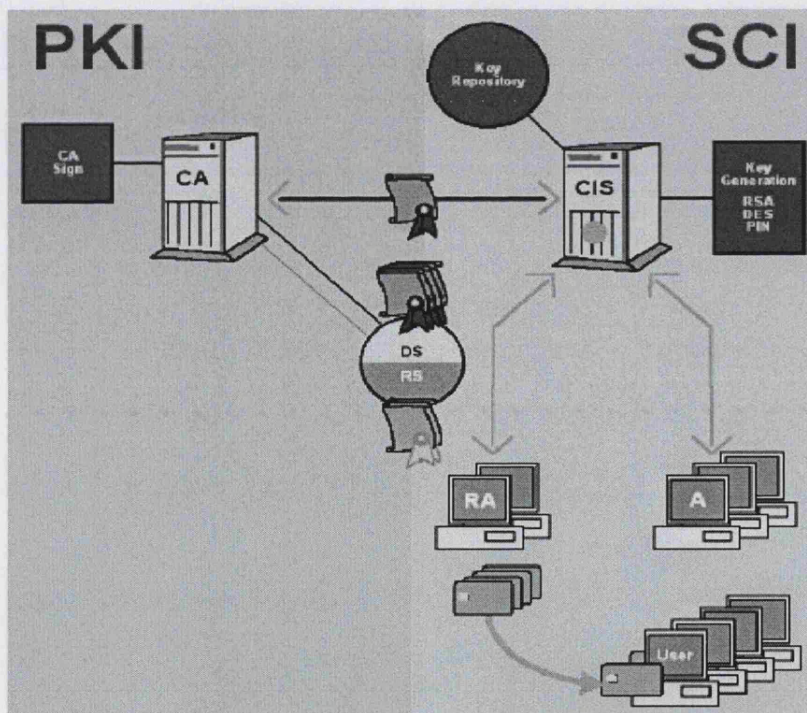 PKI
SCI
Key
Repository
CA
Sign
CA
CIS
Key
Generation
RSA
DES
PIN
DS
RS
RA
A
User